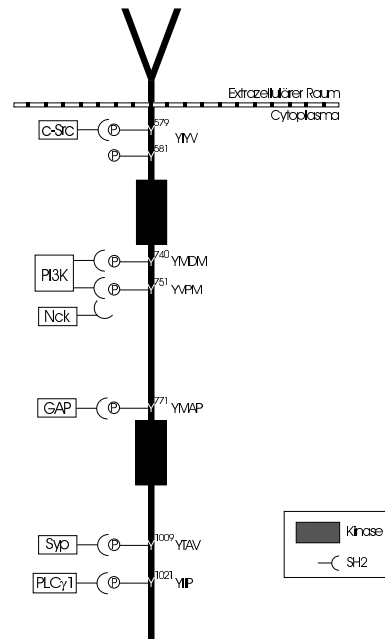 Extrazellulärer Raum
Cytoplasma
c-Src P Y579 YIYV
P Y581
PI3K P Y740 YMDM
P Y751 YVPM
Nck
GAP P Y771 YMAP
Syp P Y1009 YTAV
PLCγ1 P Y1021 YIIP
Kinase
SH2